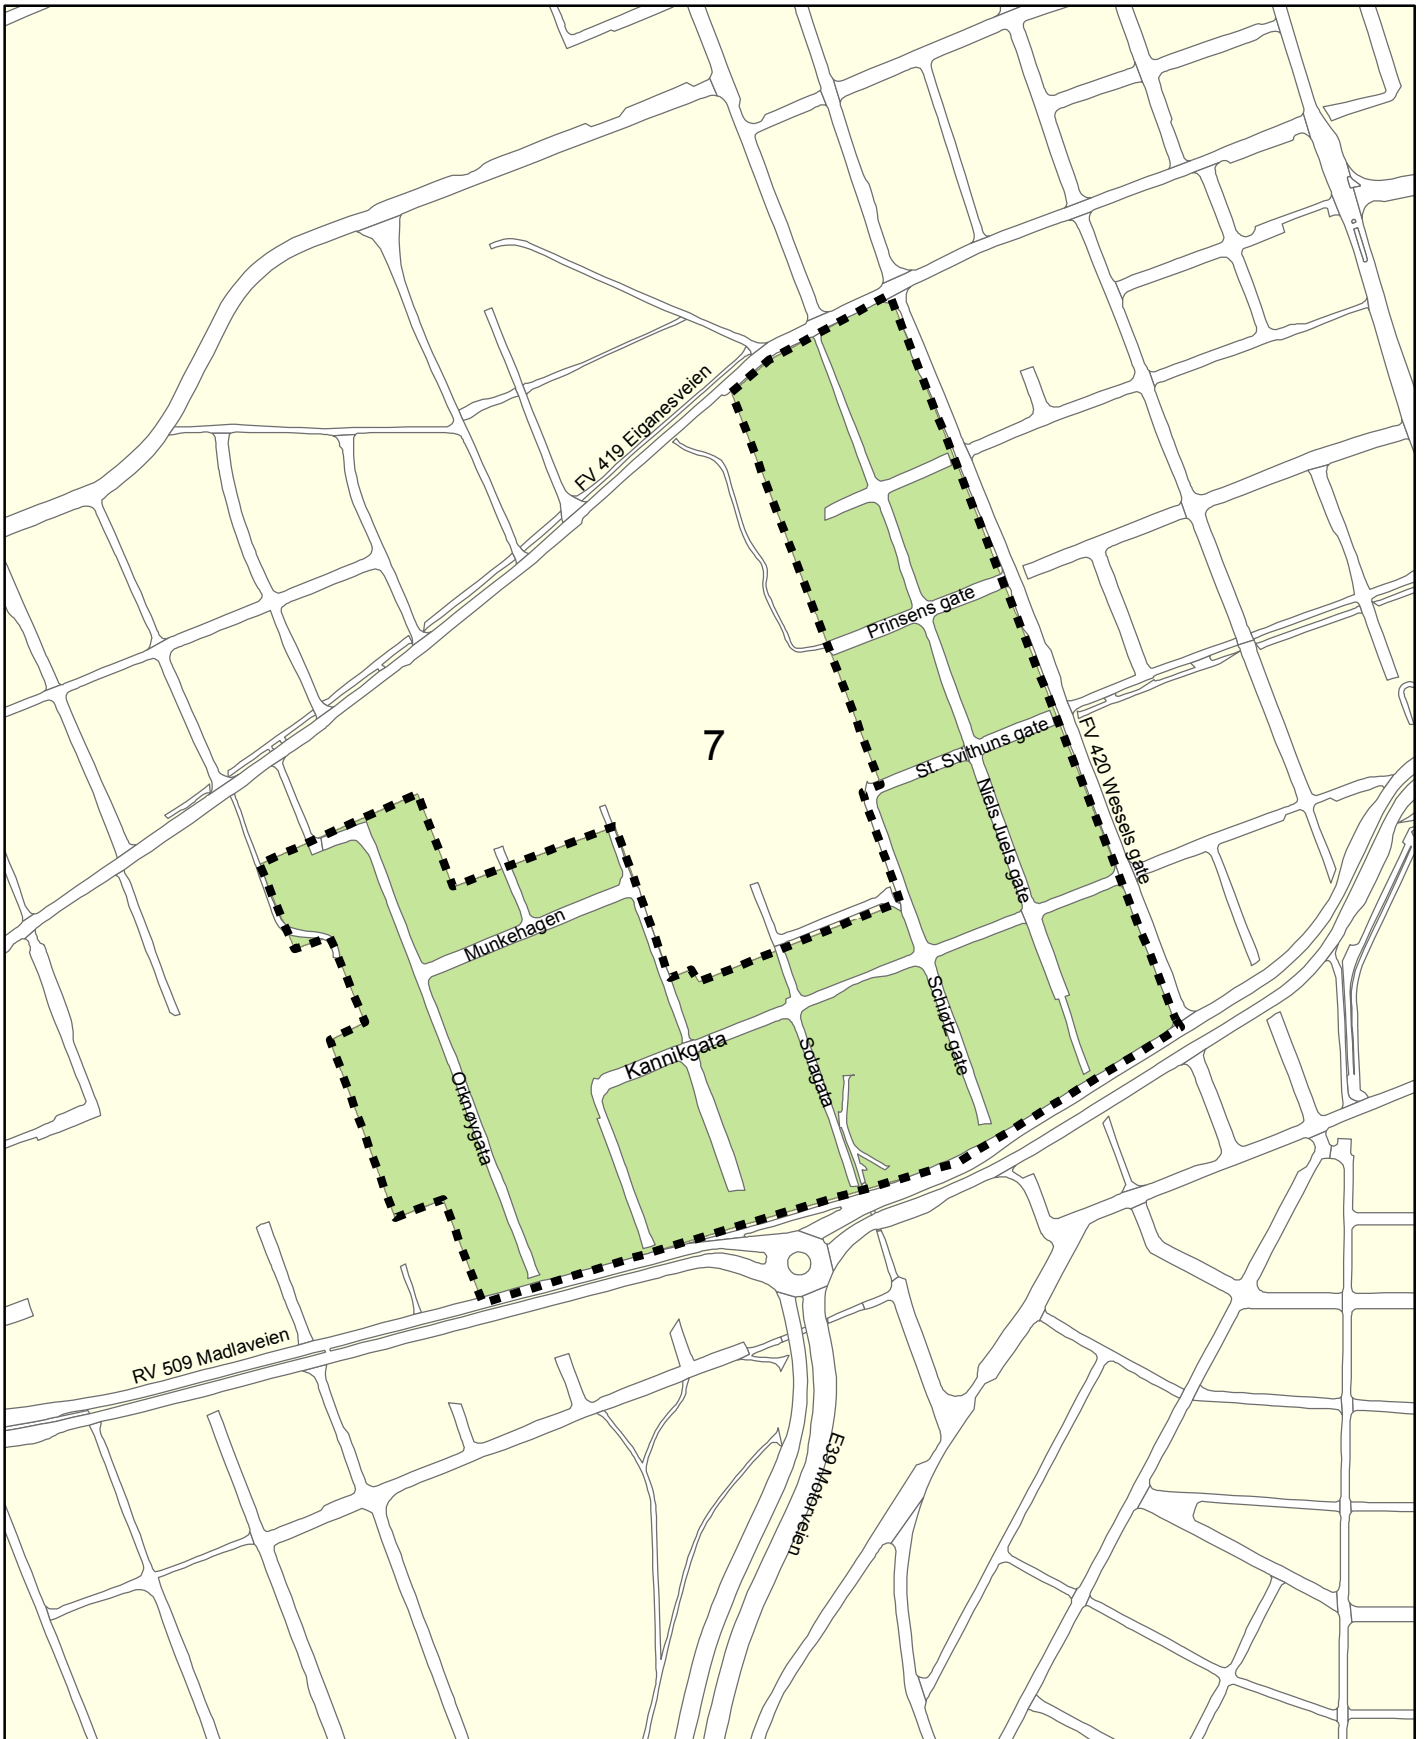 FV 419 Eiganesveien
Prinsens gate
7
St. Svithuns gate
FV 420 Wessels gate
Niels Juels gate
Munkehagen
Schiøtz gate
Kannikgata
Solagata
Orknøygata
RV 509 Madlaveien
E39 Motorveien